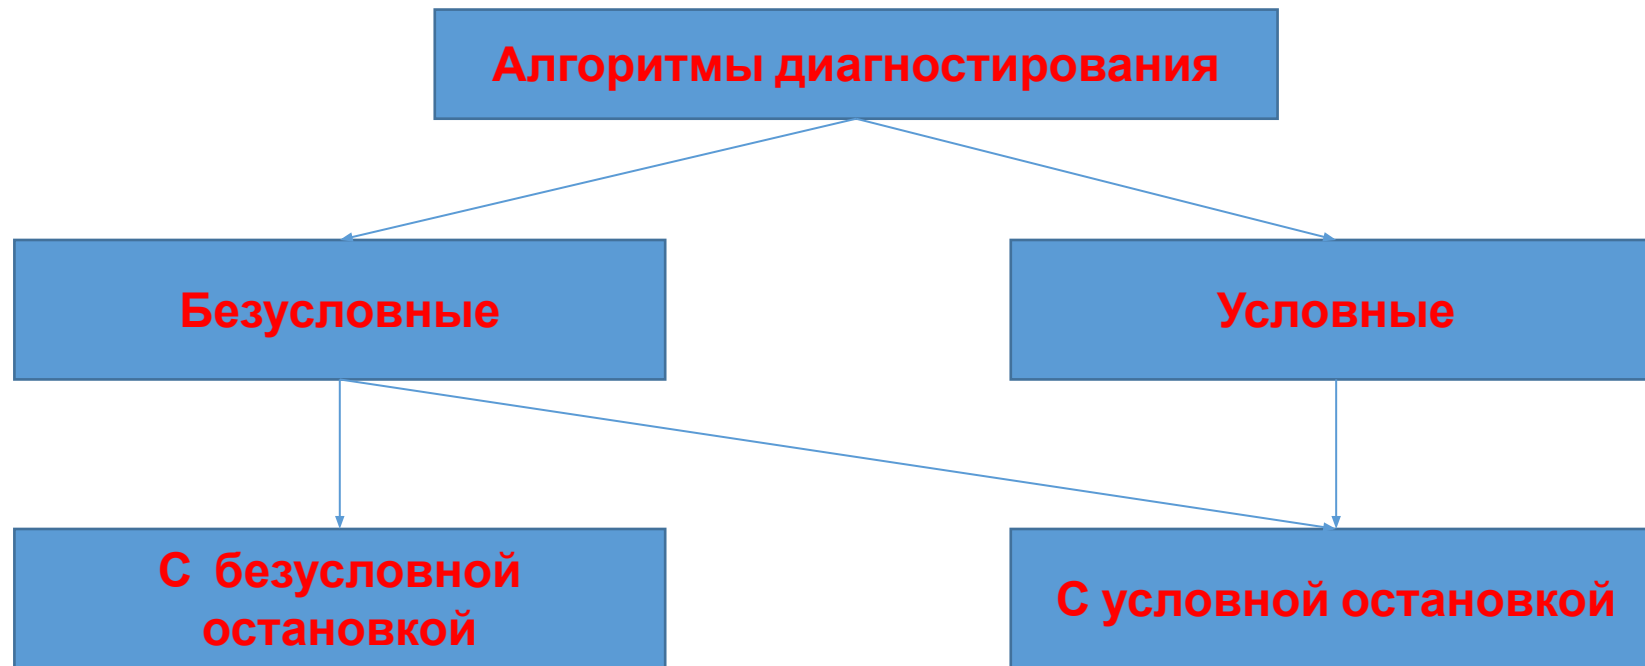 Алгоритмы диагностирования
Безусловные
Условные
С безусловной
остановкой
С условной остановкой